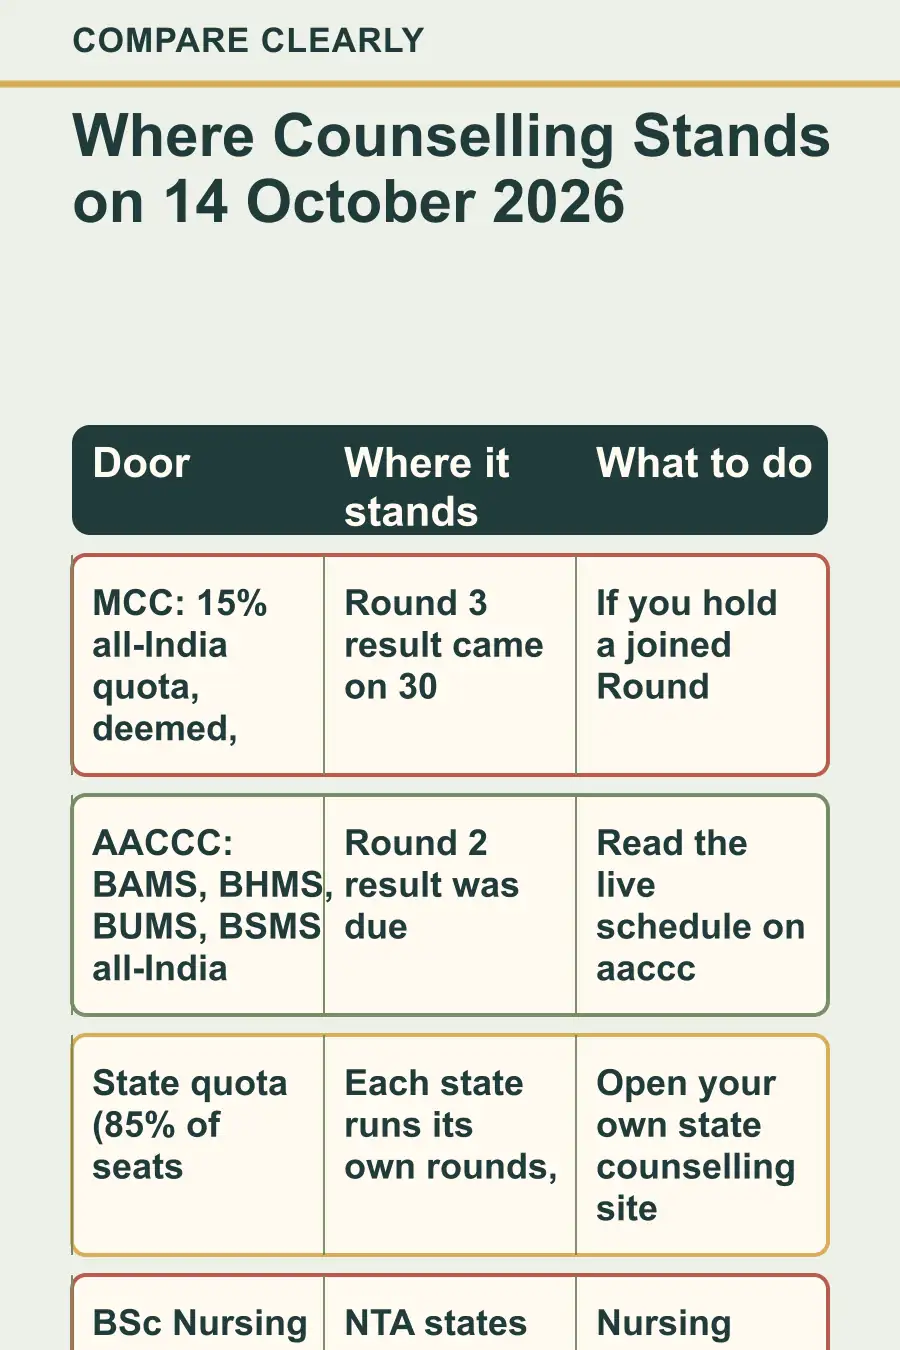 COMPARE CLEARLY
Where Counselling Stands
on 14 October 2026
Door
Where it
stands
What to do
MCC: 15%
all-India
quota,
deemed,
Round 3
result came
on 30
If you hold
a joined
Round
AACCC:
BAMS, BHMS,
BUMS, BSMS
all-India
Round 2
result was
due
Read the
live
schedule on
aaccc
State quota
(85% of
seats
Each state
runs its
own rounds,
Open your
own state
counselling
site
BSc Nursing
NTA states
Nursing